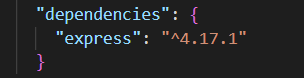 "dependencies": {
"express": "^4.17.1"
}